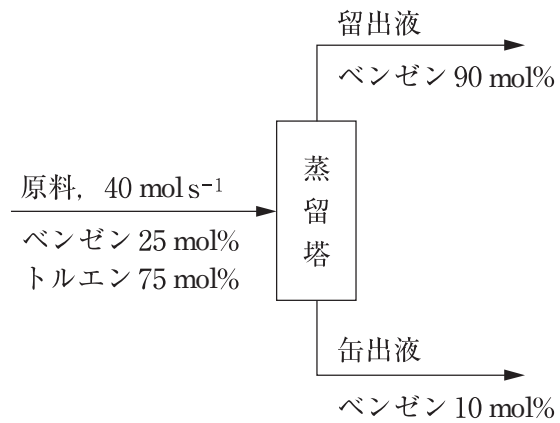 留出液
ベンゼン 90 mol%
蒸留塔
原料，40 mol s⁻¹
ベンゼン 25 mol%
トルエン 75 mol%
缶出液
ベンゼン 10 mol%